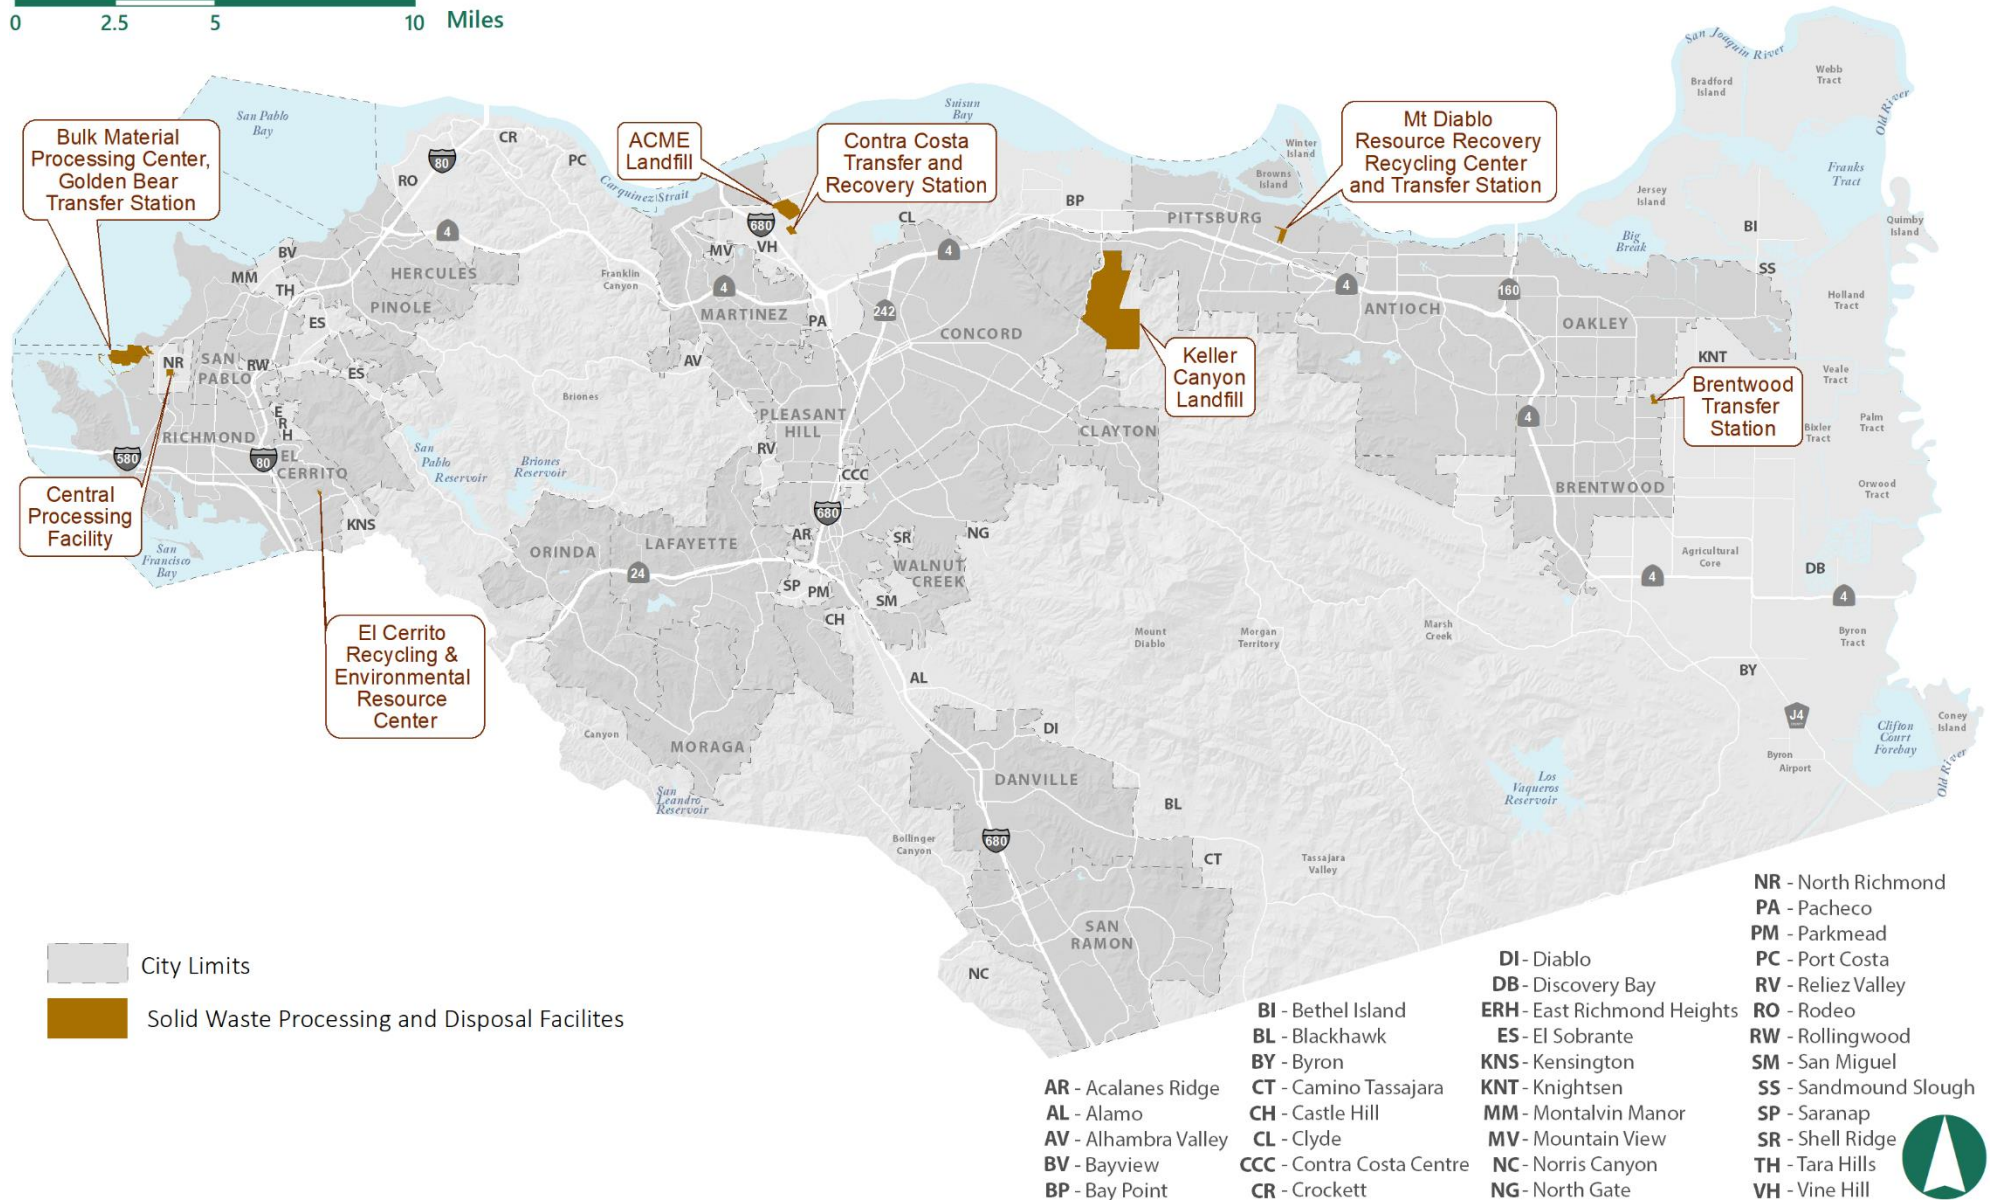 0 2.5 5 10 Miles
San Pablo
Bay
Bulk Material
Processing Center,
Golden Bear
Transfer Station
CR
80
RO
PC
4
BV
MM
TH
HERCULES
PINOLE
ES
NR
SAN
PABLO
RW
ES
E
R
H
RICHMOND
580
80
EL
CERRITO
KNS
Central
Processing
Facility
San
Francisco
Bay
El Cerrito
Recycling &
Environmental
Resource
Center
San
Pablo
Reservoir
Briones
Reservoir
Briones
Franklin
Canyon
Carquinez Strait
ACME
Landfill
Contra Costa
Transfer and
Recovery Station
Suisun
Bay
680
VH
MV
4
MARTINEZ
PA
AV
CL
4
242
CONCORD
BP
PLEASANT
HILL
RV
CCC
CLAYTON
680
AR
SR
NG
WALNUT
CREEK
SP
PM
SM
CH
ORINDA
LAFAYETTE
24
MORAGA
Canyon
San
Leandro
Reservoir
AL
DI
DANVILLE
BL
680
CT
Bollinger
Canyon
SAN
RAMON
NC
Tassajara
Valley
Mount
Diablo
Morgan
Territory
Marsh
Creek
Keller
Canyon
Landfill
PITTSBURG
Browns
Island
Winter
Island
Mt Diablo
Resource Recovery
Recycling Center
and Transfer Station
4
ANTIOCH
160
OAKLEY
4
KNT
Brentwood
Transfer
Station
BRENTWOOD
San Joaquin River
Bradford
Island
Webb
Tract
Old River
Franks
Tract
Jersey
Island
Big
Break
BI
Quimby
Island
SS
Holland
Tract
Veale
Tract
Palm
Tract
Bixler
Tract
Orwood
Tract
Agricultural
Core
4
DB
4
Byron
Tract
BY
J4
Byron
Airport
Clifton
Court
Forebay
Coney
Island
Old River
Los
Vaqueros
Reservoir
City Limits
Solid Waste Processing and Disposal Facilites
AR - Acalanes Ridge
AL - Alamo
AV - Alhambra Valley
BV - Bayview
BP - Bay Point
BI - Bethel Island
BL - Blackhawk
BY - Byron
CT - Camino Tassajara
CH - Castle Hill
CL - Clyde
CCC - Contra Costa Centre
CR - Crockett
DI - Diablo
DB - Discovery Bay
ERH - East Richmond Heights
ES - El Sobrante
KNS - Kensington
KNT - Knightsen
MM - Montalvin Manor
MV - Mountain View
NC - Norris Canyon
NG - North Gate
NR - North Richmond
PA - Pacheco
PM - Parkmead
PC - Port Costa
RV - Reliez Valley
RO - Rodeo
RW - Rollingwood
SM - San Miguel
SS - Sandmound Slough
SP - Saranap
SR - Shell Ridge
TH - Tara Hills
VH - Vine Hill